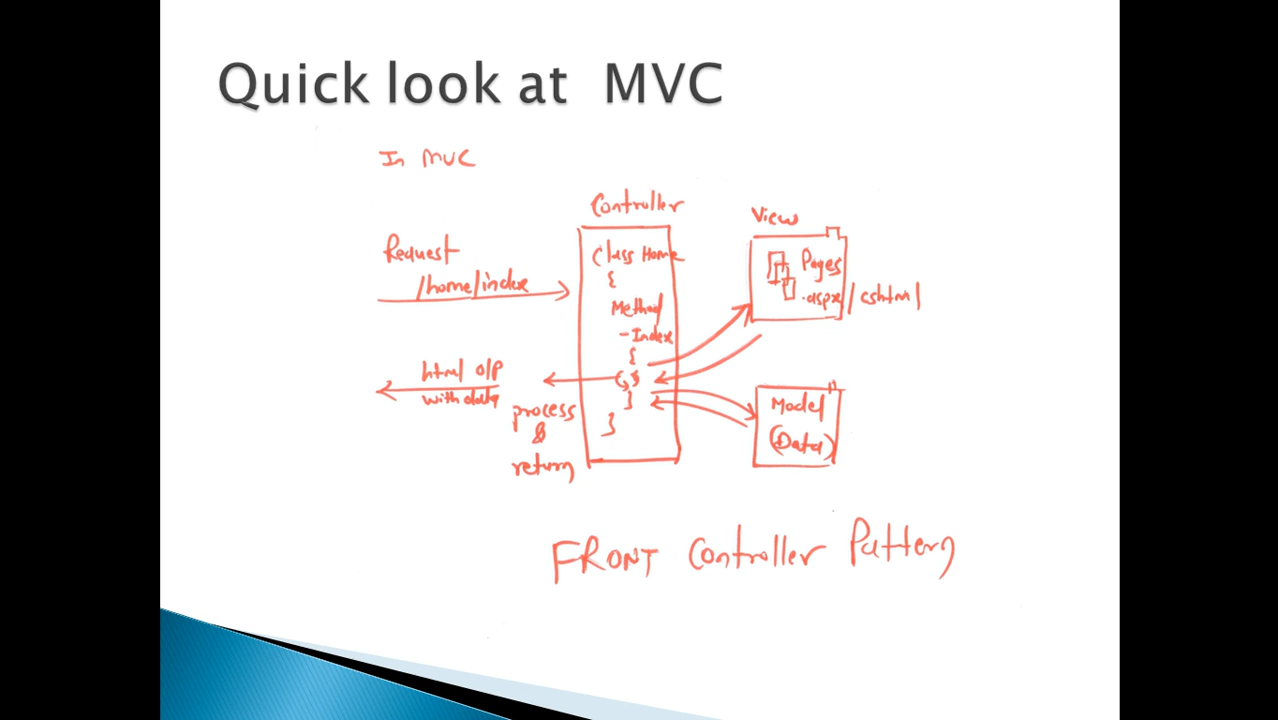 Quick look at MVC
In MVC
Controller
View
Request
/home/index
Class Home
{
Method
- Index
{
}
}
Pages
.aspx/cshtml
html o/p
with data
process
&
return
Model
(Data)
FRONT Controller Pattern